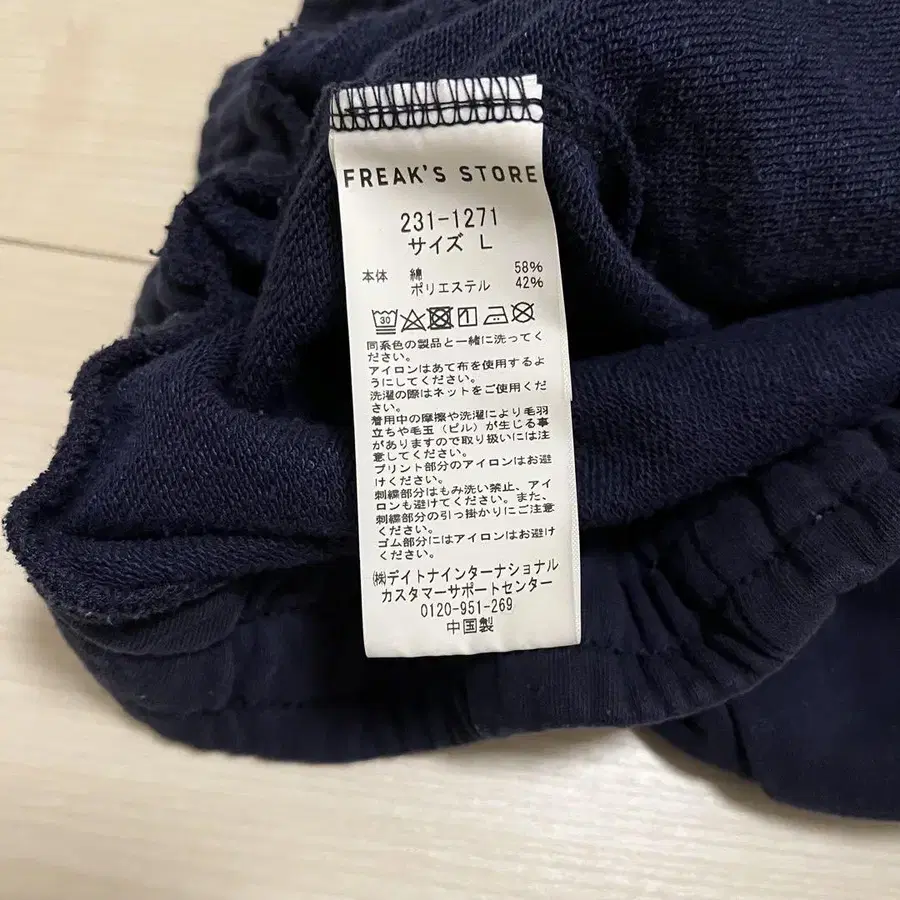 FREAK'S STORE
231-1271
サイズ L
本体 綿 58%
ポリエステル 42%
30
同系色の製品と一緒に洗ってく
ださい。
アイロンはあて布を使用するよ
うにしてください。
洗濯の際はネットをご使用くだ
さい。
着用中の摩擦や洗濯により毛羽
立ちや毛玉（ピル）が生じる事
がありますので取り扱いには注
意してください。
プリント部分のアイロンはお避
けください。
刺繍部分はもみ洗い禁止、アイ
ロンも避けてください。また、
刺繍部分の引っ掛かりにご注意
ください。
ゴム部分にはアイロンはお避け
ください。
㈱デイトナインターナショナル
カスタマーサポートセンター
0120-951-269
中国製